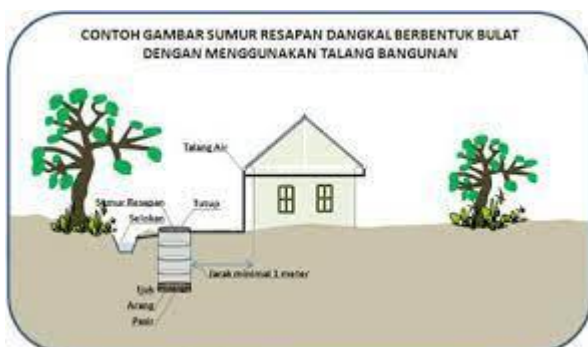 CONTOH GAMBAR SUMUR RESAPAN DANGKAL BERBENTUK BULAT
DENGAN MENGGUNAKAN TALANG BANGUNAN
Talang Air
Sumur Resapan
Tutup
Selokan
Jarak minimal 1 meter
Ijuk
Arang
Pasir